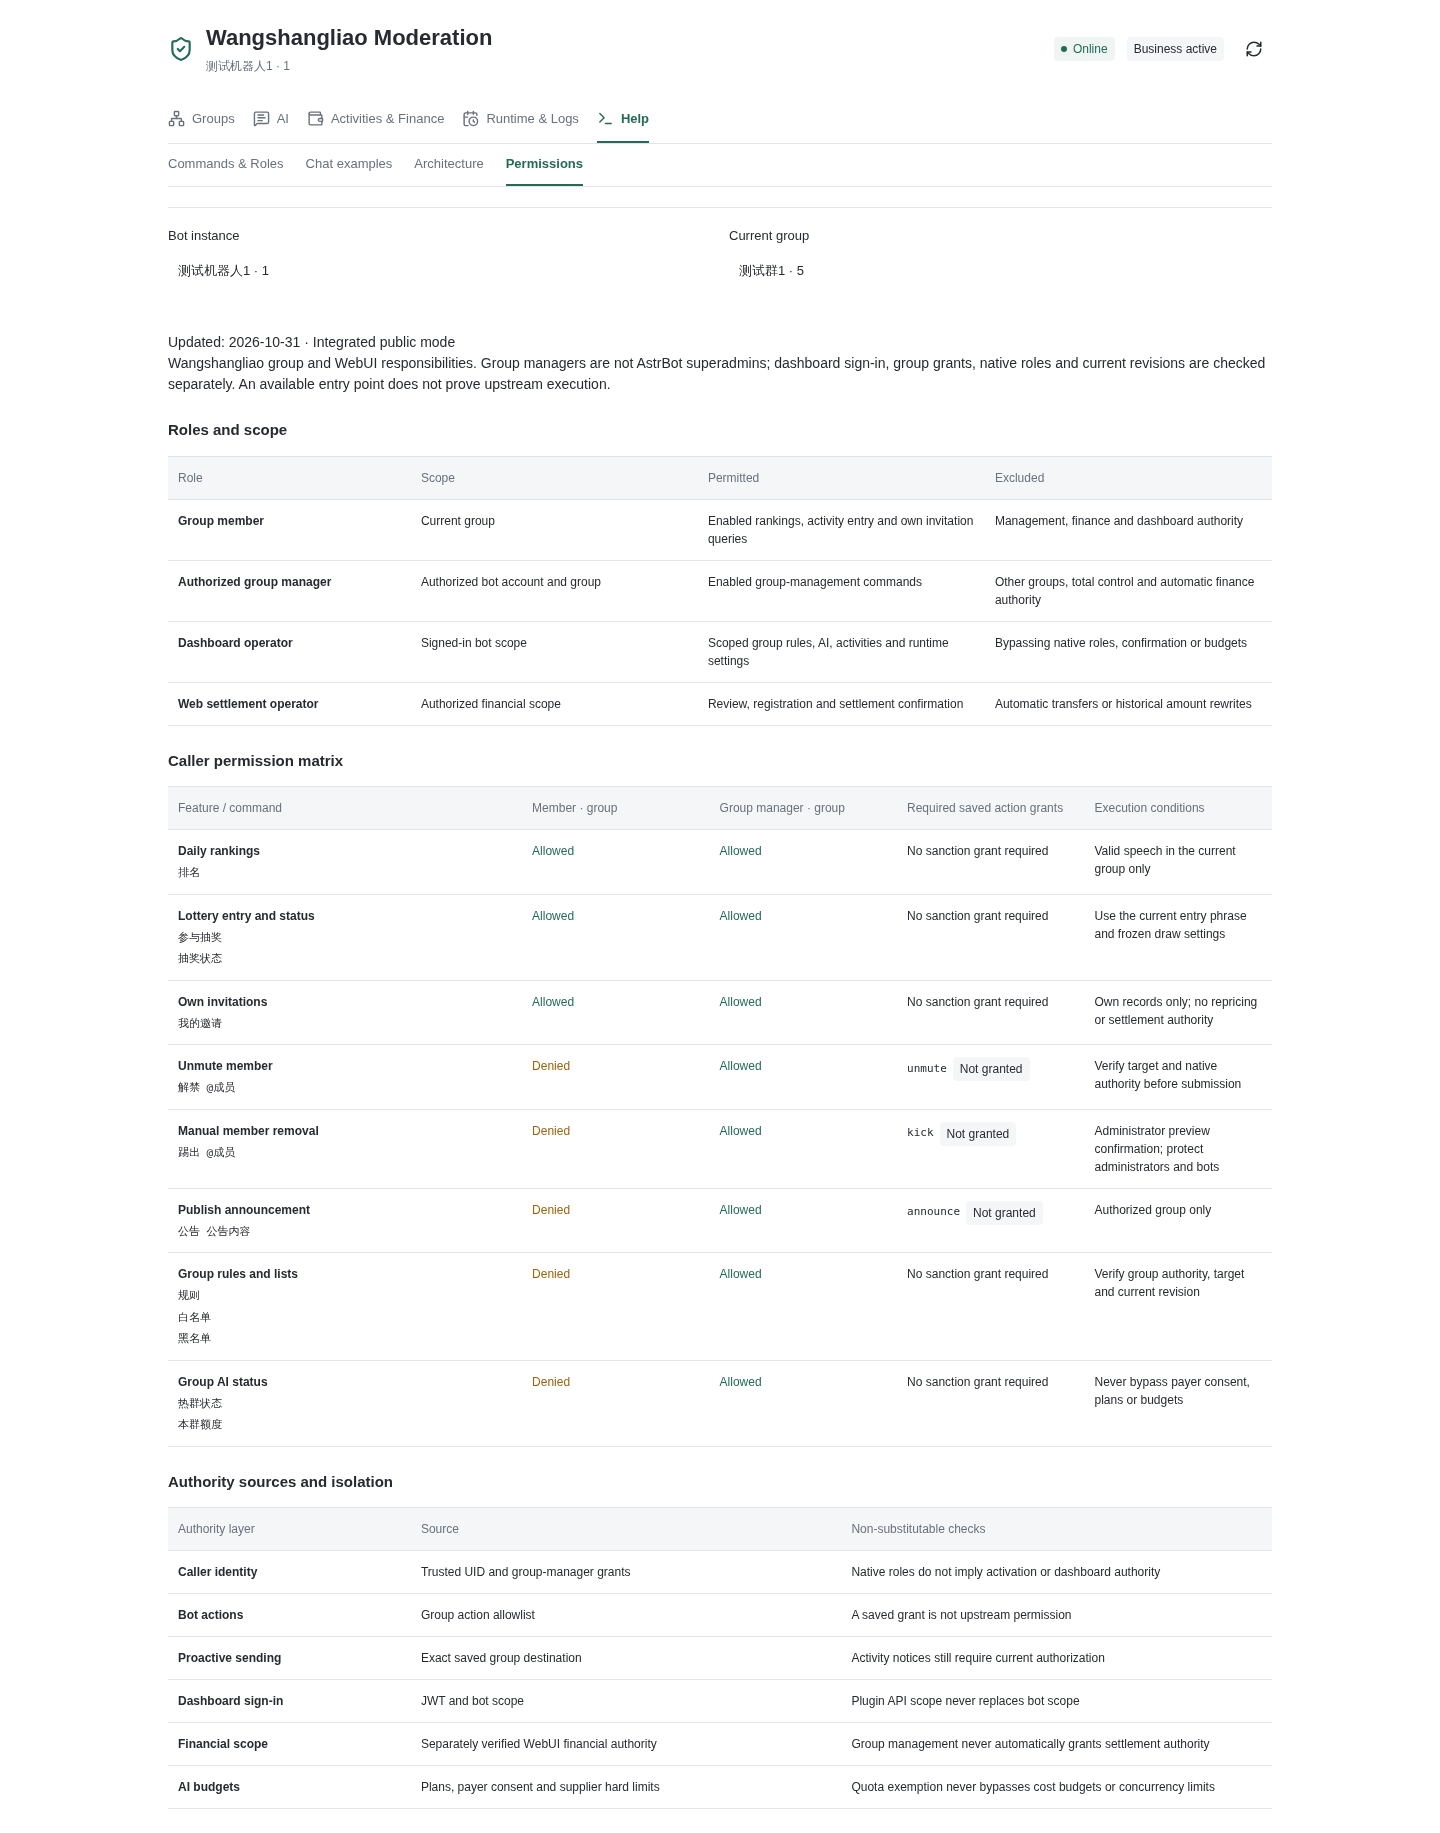 Wangshangliao Moderation
测试机器人1 · 1
Online
Business active
Groups
AI
Activities & Finance
Runtime & Logs
Help
Commands & Roles
Chat examples
Architecture
Permissions
Bot instance
Current group
测试机器人1 · 1
测试群1 · 5
Updated: 2026-10-31 · Integrated public mode
Wangshangliao group and WebUI responsibilities. Group managers are not AstrBot superadmins; dashboard sign-in, group grants, native roles and current revisions are checked
separately. An available entry point does not prove upstream execution.
Roles and scope
Role
Scope
Permitted
Excluded
Group member
Current group
Enabled rankings, activity entry and own invitation
queries
Management, finance and dashboard authority
Authorized group manager
Authorized bot account and group
Enabled group-management commands
Other groups, total control and automatic finance
authority
Dashboard operator
Signed-in bot scope
Scoped group rules, AI, activities and runtime
settings
Bypassing native roles, confirmation or budgets
Web settlement operator
Authorized financial scope
Review, registration and settlement confirmation
Automatic transfers or historical amount rewrites
Caller permission matrix
Feature / command
Member · group
Group manager · group
Required saved action grants
Execution conditions
Daily rankings
排名
Allowed
Allowed
No sanction grant required
Valid speech in the current
group only
Lottery entry and status
参与抽奖
抽奖状态
Allowed
Allowed
No sanction grant required
Use the current entry phrase
and frozen draw settings
Own invitations
我的邀请
Allowed
Allowed
No sanction grant required
Own records only; no repricing
or settlement authority
Unmute member
解禁 @成员
Denied
Allowed
unmute Not granted
Verify target and native
authority before submission
Manual member removal
踢出 @成员
Denied
Allowed
kick Not granted
Administrator preview
confirmation; protect
administrators and bots
Publish announcement
公告 公告内容
Denied
Allowed
announce Not granted
Authorized group only
Group rules and lists
规则
白名单
黑名单
Denied
Allowed
No sanction grant required
Verify group authority, target
and current revision
Group AI status
热群状态
本群额度
Denied
Allowed
No sanction grant required
Never bypass payer consent,
plans or budgets
Authority sources and isolation
Authority layer
Source
Non-substitutable checks
Caller identity
Trusted UID and group-manager grants
Native roles do not imply activation or dashboard authority
Bot actions
Group action allowlist
A saved grant is not upstream permission
Proactive sending
Exact saved group destination
Activity notices still require current authorization
Dashboard sign-in
JWT and bot scope
Plugin API scope never replaces bot scope
Financial scope
Separately verified WebUI financial authority
Group management never automatically grants settlement authority
AI budgets
Plans, payer consent and supplier hard limits
Quota exemption never bypasses cost budgets or concurrency limits